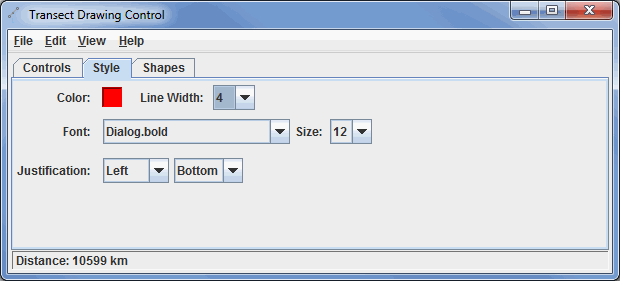 Transect Drawing Control
File Edit View Help
Controls Style Shapes
Color: Line Width: 4
Font: Dialog.bold Size: 12
Justification: Left Bottom
Distance: 10599 km